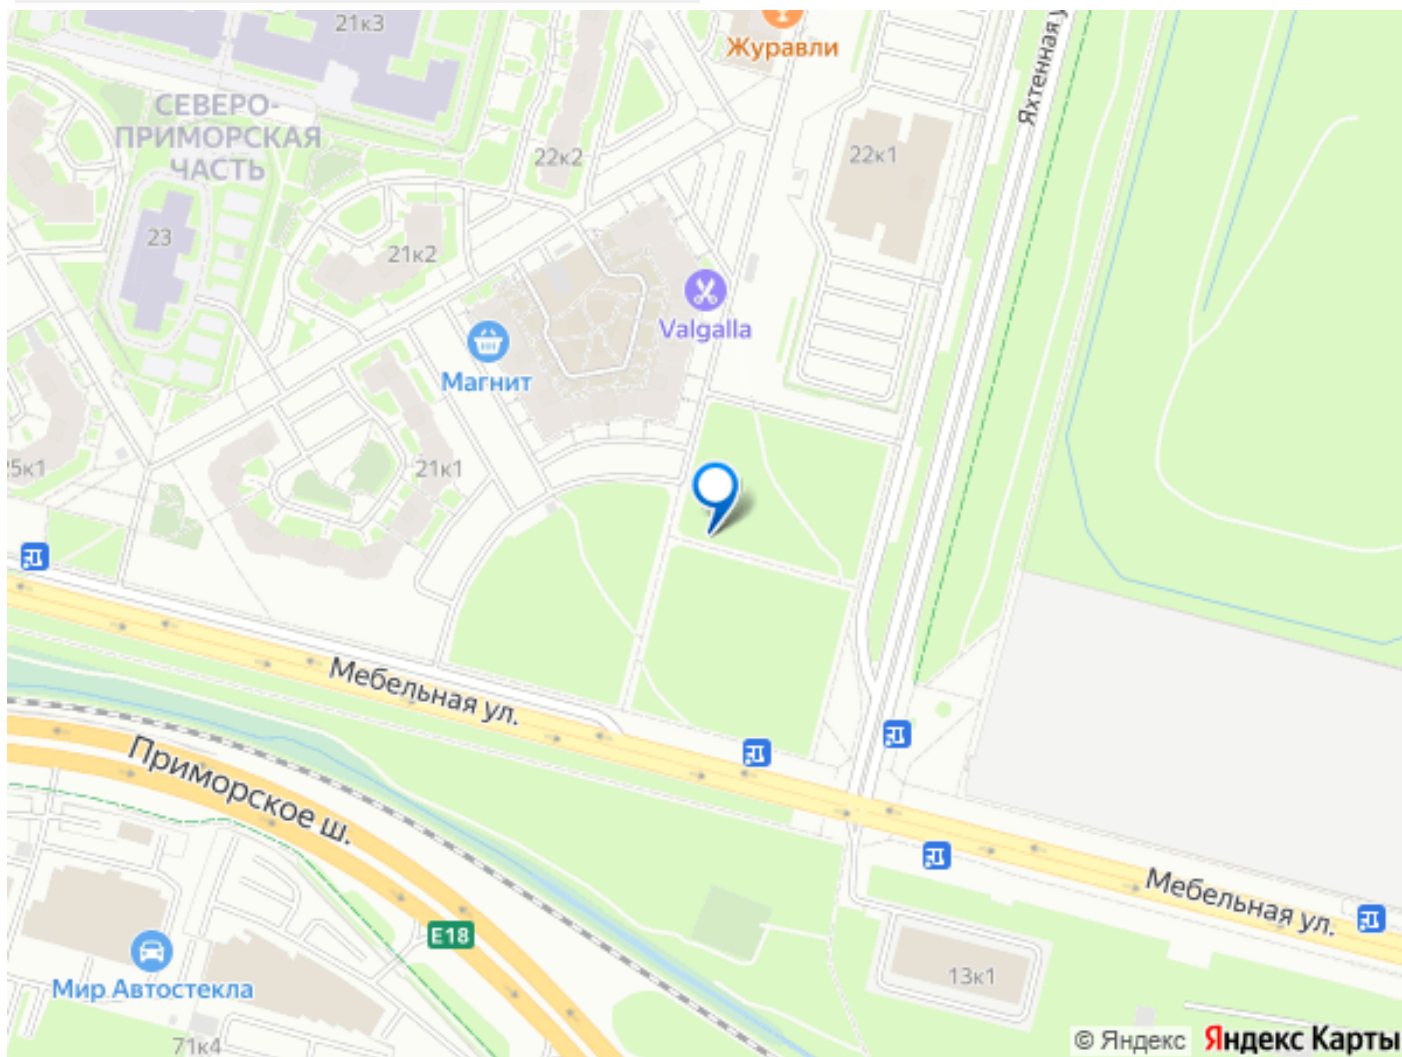 21к3
Журавли
Яхтенная у
СЕВЕРО-
ПРИМОРСКАЯ
ЧАСТЬ
22к2
22к1
23
21к2
Valgalla
Магнит
25к1
21к1
Мебельная ул.
Приморское ш.
Мебельная ул.
E18
13к1
Мир Автостекла
71к4
© Яндекс Яндекс Карты